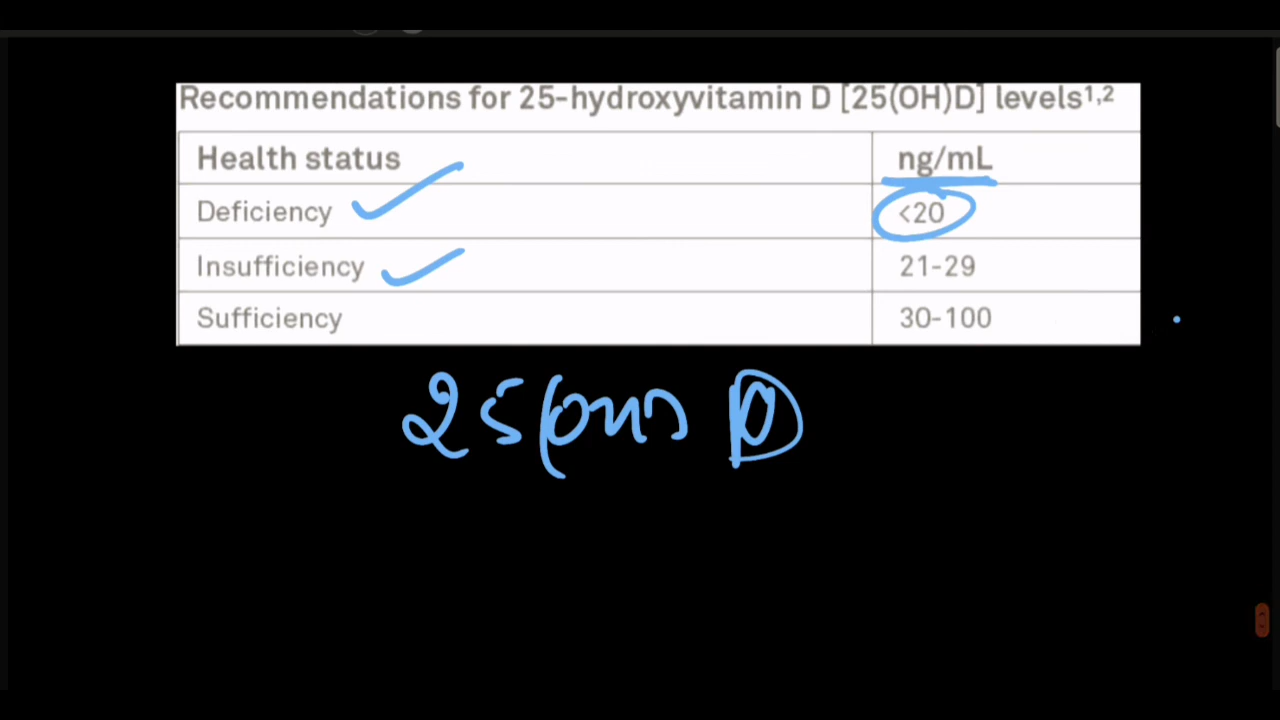 Recommendations for 25-hydroxyvitamin D [25(OH)D] levels¹,²
Health status ng/mL
Deficiency <20
Insufficiency 21-29
Sufficiency 30-100
25(OH) D